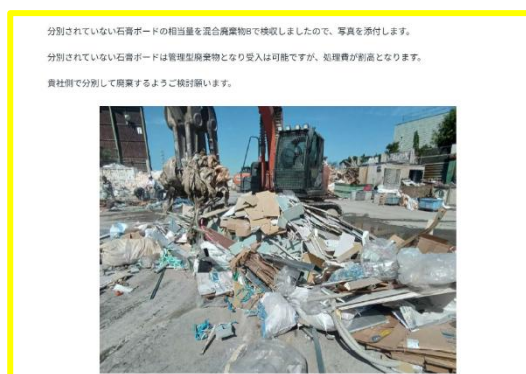 分別されていない石膏ボードの相当量を混合廃棄物Bで検収しましたので、写真を添付します。
分別されていない石膏ボードは管理型廃棄物となり受入は可能ですが、処理費が割高となります。
貴社側で分別して廃棄するようご検討願います。